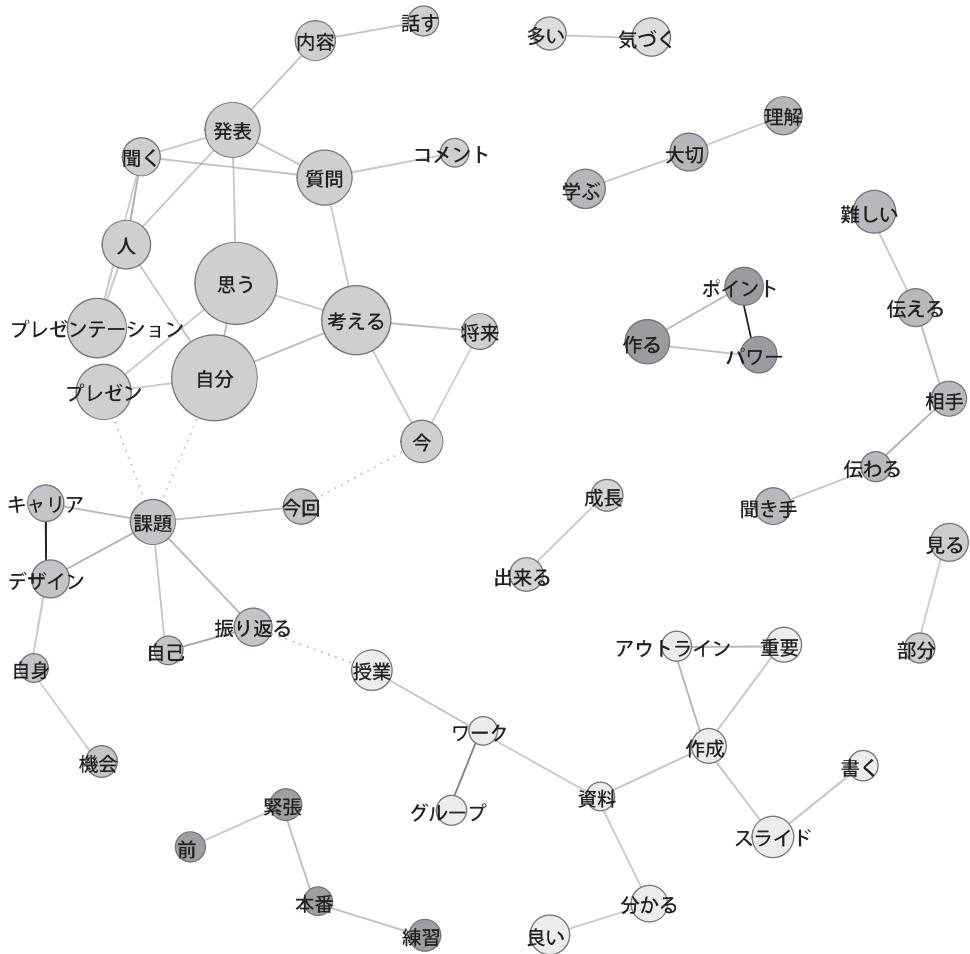 話す
内容
多い
気づく
発表
理解
聞く
コメント
大切
質問
学ぶ
難しい
人
思う
ポイント
伝える
プレゼンテーション
考える
将来
作る
パワー
プレゼン
自分
相手
今
伝わる
キャリア
今回
成長
聞き手
課題
見る
デザイン
出来る
振り返る
自己
アウトライン
重要
部分
自身
授業
ワーク
作成
機会
書く
資料
緊張
グループ
スライド
前
本番
分かる
練習
良い